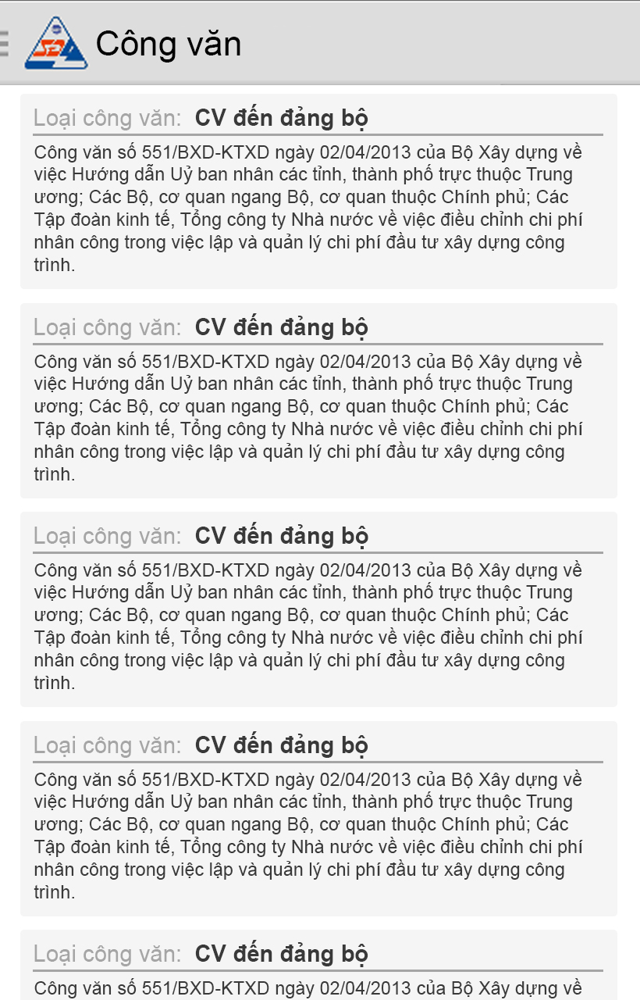 Công văn
Loại công văn: CV đến đảng bộ
Công văn số 551/BXD-KTXD ngày 02/04/2013 của Bộ Xây dựng về
việc Hướng dẫn Uỷ ban nhân các tỉnh, thành phố trực thuộc Trung
ương; Các Bộ, cơ quan ngang Bộ, cơ quan thuộc Chính phủ; Các
Tập đoàn kinh tế, Tổng công ty Nhà nước về việc điều chỉnh chi phí
nhân công trong việc lập và quản lý chi phí đầu tư xây dựng công
trình.
Loại công văn: CV đến đảng bộ
Công văn số 551/BXD-KTXD ngày 02/04/2013 của Bộ Xây dựng về
việc Hướng dẫn Uỷ ban nhân các tỉnh, thành phố trực thuộc Trung
ương; Các Bộ, cơ quan ngang Bộ, cơ quan thuộc Chính phủ; Các
Tập đoàn kinh tế, Tổng công ty Nhà nước về việc điều chỉnh chi phí
nhân công trong việc lập và quản lý chi phí đầu tư xây dựng công
trình.
Loại công văn: CV đến đảng bộ
Công văn số 551/BXD-KTXD ngày 02/04/2013 của Bộ Xây dựng về
việc Hướng dẫn Uỷ ban nhân các tỉnh, thành phố trực thuộc Trung
ương; Các Bộ, cơ quan ngang Bộ, cơ quan thuộc Chính phủ; Các
Tập đoàn kinh tế, Tổng công ty Nhà nước về việc điều chỉnh chi phí
nhân công trong việc lập và quản lý chi phí đầu tư xây dựng công
trình.
Loại công văn: CV đến đảng bộ
Công văn số 551/BXD-KTXD ngày 02/04/2013 của Bộ Xây dựng về
việc Hướng dẫn Uỷ ban nhân các tỉnh, thành phố trực thuộc Trung
ương; Các Bộ, cơ quan ngang Bộ, cơ quan thuộc Chính phủ; Các
Tập đoàn kinh tế, Tổng công ty Nhà nước về việc điều chỉnh chi phí
nhân công trong việc lập và quản lý chi phí đầu tư xây dựng công
trình.
Loại công văn: CV đến đảng bộ
Công văn số 551/BXD-KTXD ngày 02/04/2013 của Bộ Xây dựng về